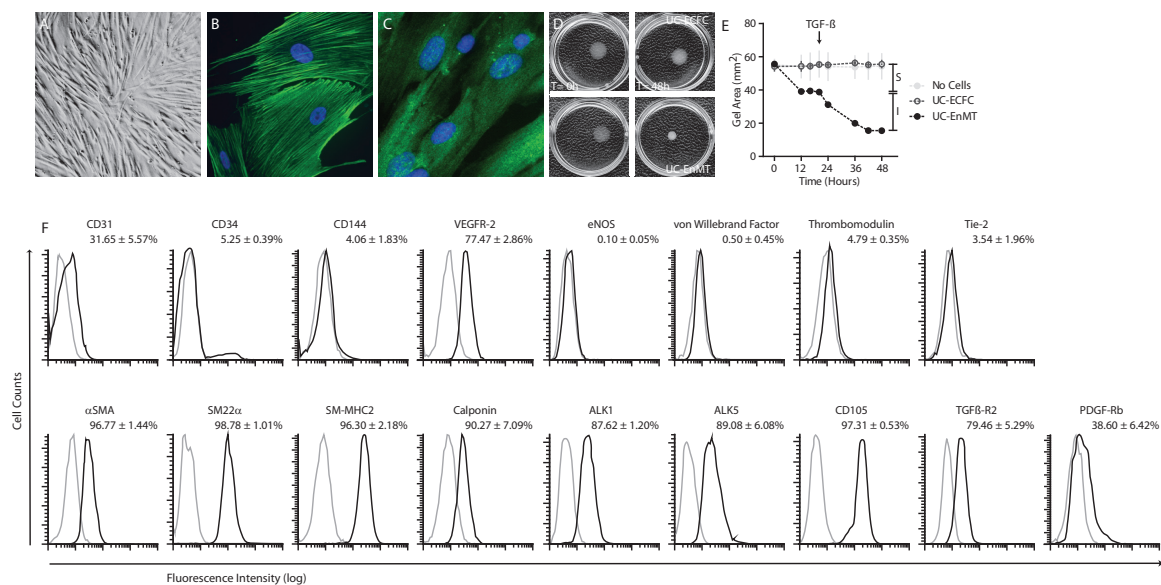 A
B
C
D
UC-ECFC
T= 0h
T= 48h
UC-EnMT
E
TGF-ß
Gel Area (mm²)
80
60
40
20
0
0
12
24
36
48
Time (Hours)
S
I
No Cells
UC-ECFC
UC-EnMT
F
CD31
31.65 ± 5.57%
CD34
5.25 ± 0.39%
CD144
4.06 ± 1.83%
VEGFR-2
77.47 ± 2.86%
eNOS
0.10 ± 0.05%
von Willebrand Factor
0.50 ± 0.45%
Thrombomodulin
4.79 ± 0.35%
Tie-2
3.54 ± 1.96%
Cell Counts
αSMA
96.77 ± 1.44%
SM22α
98.78 ± 1.01%
SM-MHC2
96.30 ± 2.18%
Calponin
90.27 ± 7.09%
ALK1
87.62 ± 1.20%
ALK5
89.08 ± 6.08%
CD105
97.31 ± 0.53%
TGFß-R2
79.46 ± 5.29%
PDGF-Rb
38.60 ± 6.42%
Fluorescence Intensity (log)